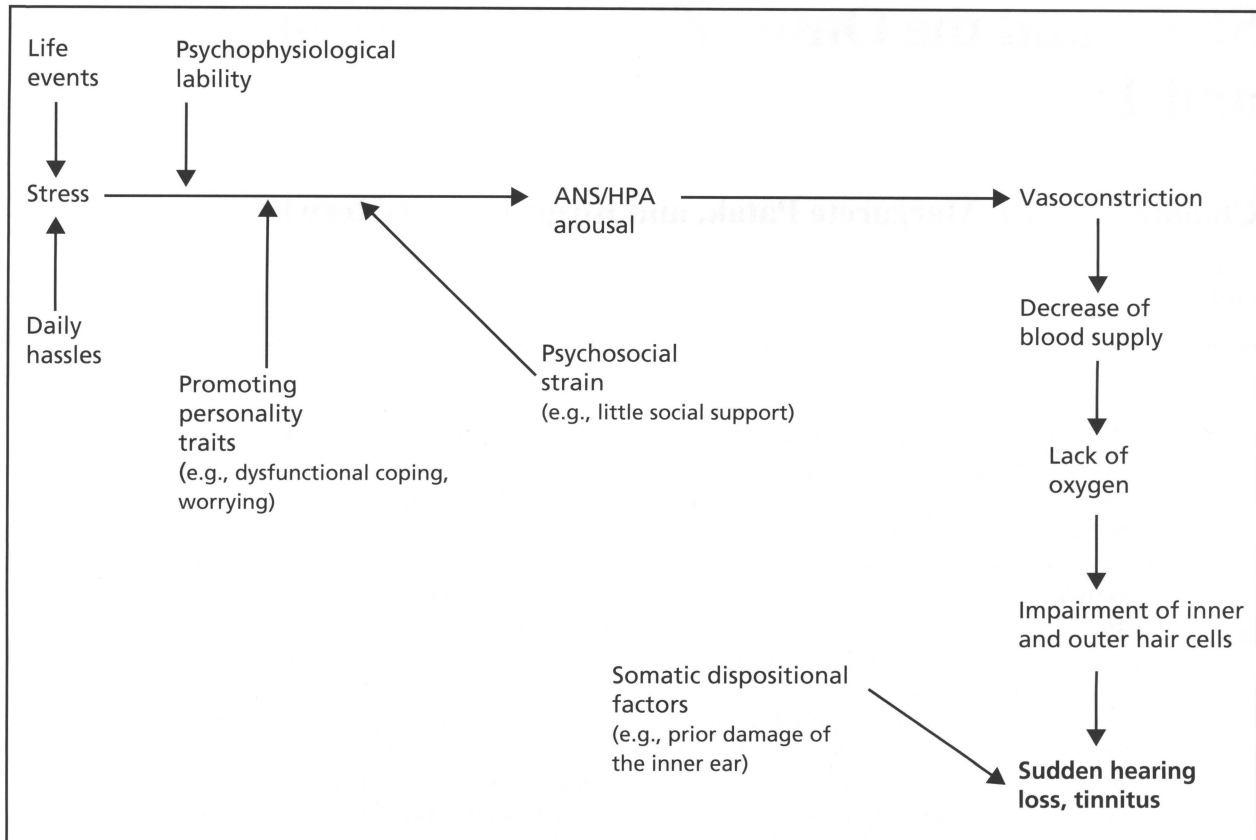 Life
events
Psychophysiological
lability
Stress
ANS/HPA
arousal
Vasoconstriction
Daily
hassles
Promoting
personality
traits
(e.g., dysfunctional coping,
worrying)
Psychosocial
strain
(e.g., little social support)
Decrease of
blood supply
Lack of
oxygen
Impairment of inner
and outer hair cells
Somatic dispositional
factors
(e.g., prior damage of
the inner ear)
Sudden hearing
loss, tinnitus